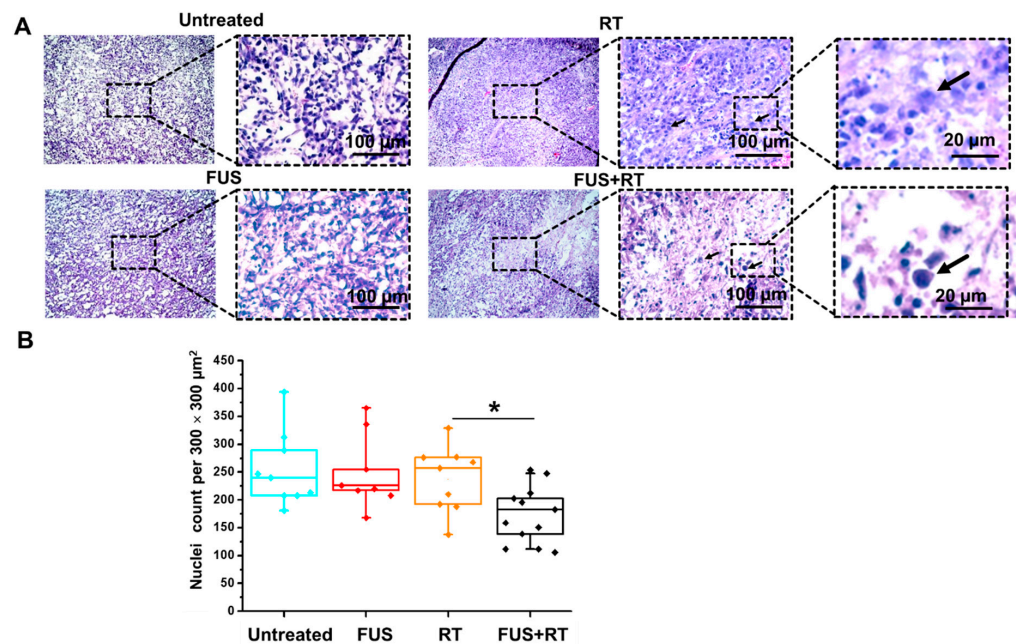 A
Untreated
RT
100 µm
100 µm
20 µm
FUS
FUS+RT
100 µm
100 µm
20 µm
B
Nuclei count per 300 × 300 µm²
450
400
350
300
250
200
150
100
50
0
*
Untreated FUS RT FUS+RT